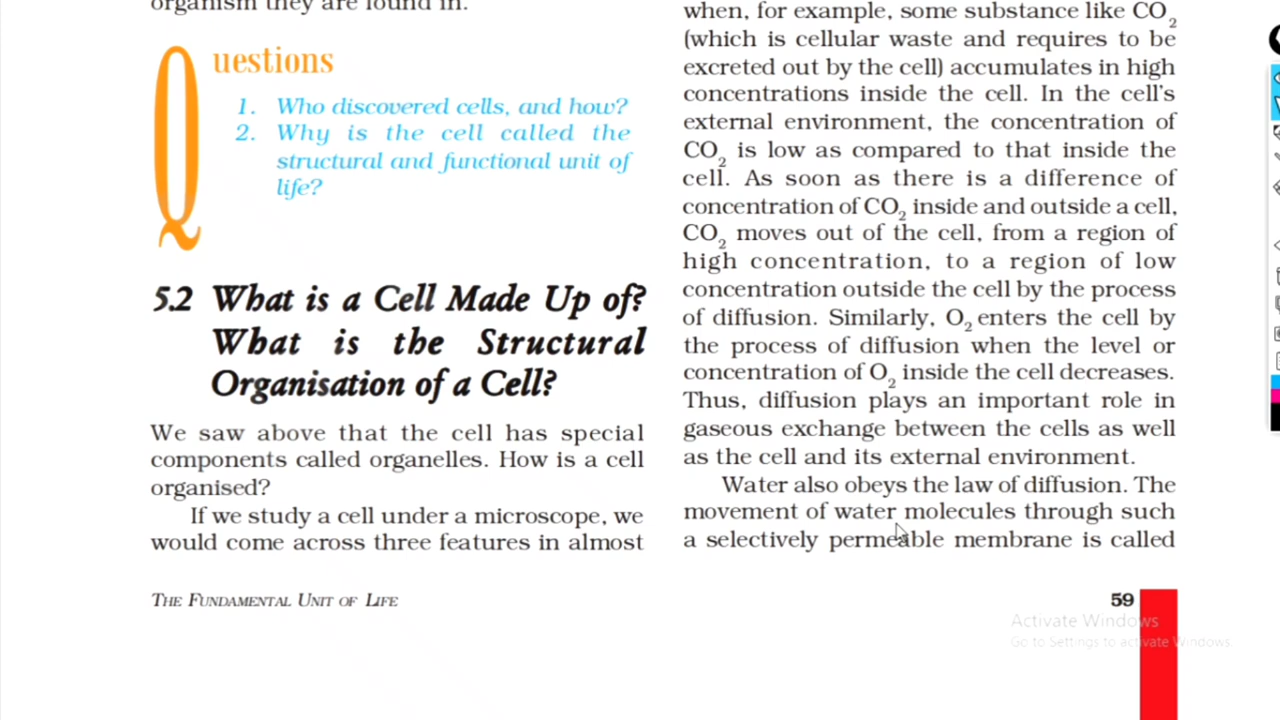 organism they are found in.
Questions
1. Who discovered cells, and how?
2. Why is the cell called the
structural and functional unit of
life?
5.2 What is a Cell Made Up of?
What is the Structural
Organisation of a Cell?
We saw above that the cell has special
components called organelles. How is a cell
organised?
If we study a cell under a microscope, we
would come across three features in almost
when, for example, some substance like CO₂
(which is cellular waste and requires to be
excreted out by the cell) accumulates in high
concentrations inside the cell. In the cell's
external environment, the concentration of
CO₂ is low as compared to that inside the
cell. As soon as there is a difference of
concentration of CO₂ inside and outside a cell,
CO₂ moves out of the cell, from a region of
high concentration, to a region of low
concentration outside the cell by the process
of diffusion. Similarly, O₂ enters the cell by
the process of diffusion when the level or
concentration of O₂ inside the cell decreases.
Thus, diffusion plays an important role in
gaseous exchange between the cells as well
as the cell and its external environment.
Water also obeys the law of diffusion. The
movement of water molecules through such
a selectively permeable membrane is called
THE FUNDAMENTAL UNIT OF LIFE
59
Activate Windows
Go to Settings to activate Windows.